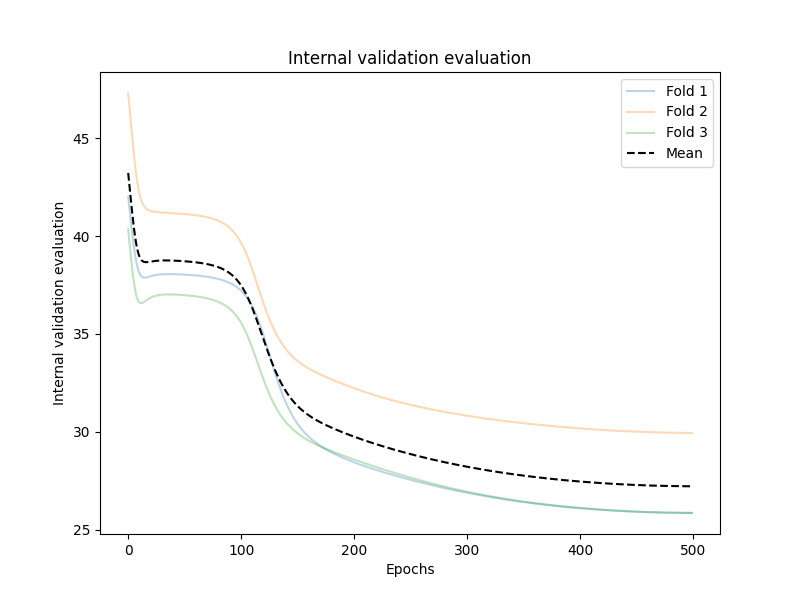 Internal validation evaluation
Fold 1
Fold 2
Fold 3
Mean
Internal validation evaluation
45
40
35
30
25
0 100 200 300 400 500
Epochs